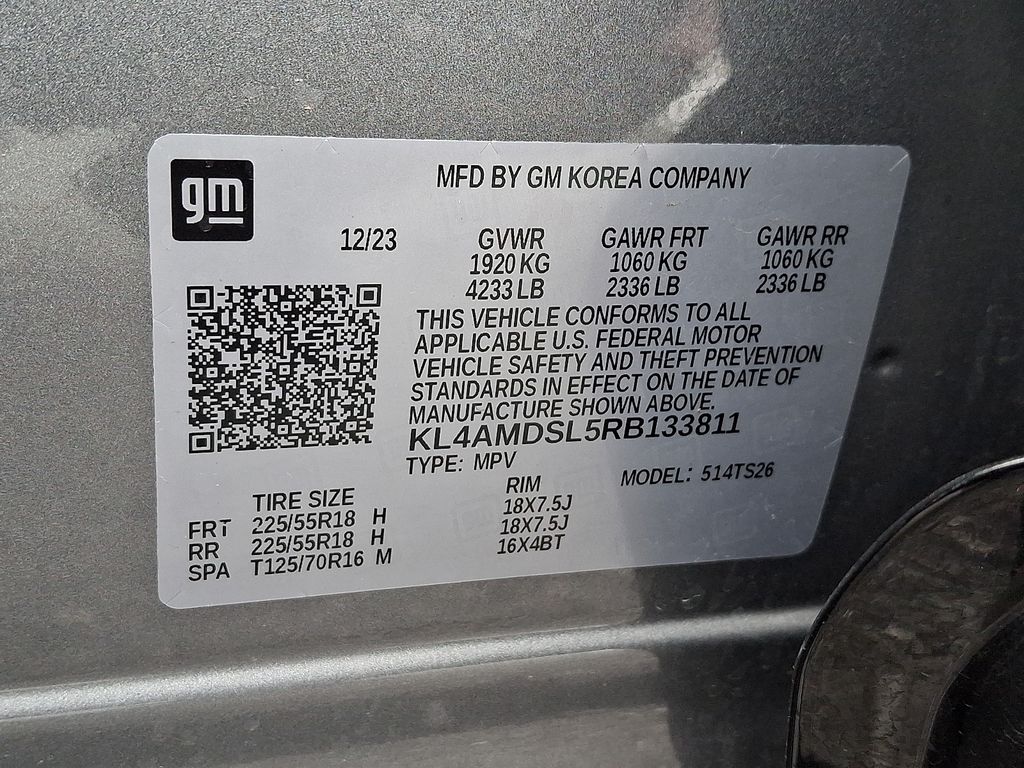 gm
MFD BY GM KOREA COMPANY
12/23 GVWR GAWR FRT GAWR RR
1920 KG 1060 KG 1060 KG
4233 LB 2336 LB 2336 LB
THIS VEHICLE CONFORMS TO ALL
APPLICABLE U.S. FEDERAL MOTOR
VEHICLE SAFETY AND THEFT PREVENTION
STANDARDS IN EFFECT ON THE DATE OF
MANUFACTURE SHOWN ABOVE.
KL4AMDSL5RB133811
TYPE: MPV MODEL: 514TS26
TIRE SIZE RIM
FRT 225/55R18 H 18X7.5J
RR 225/55R18 H 18X7.5J
SPA T125/70R16 M 16X4BT